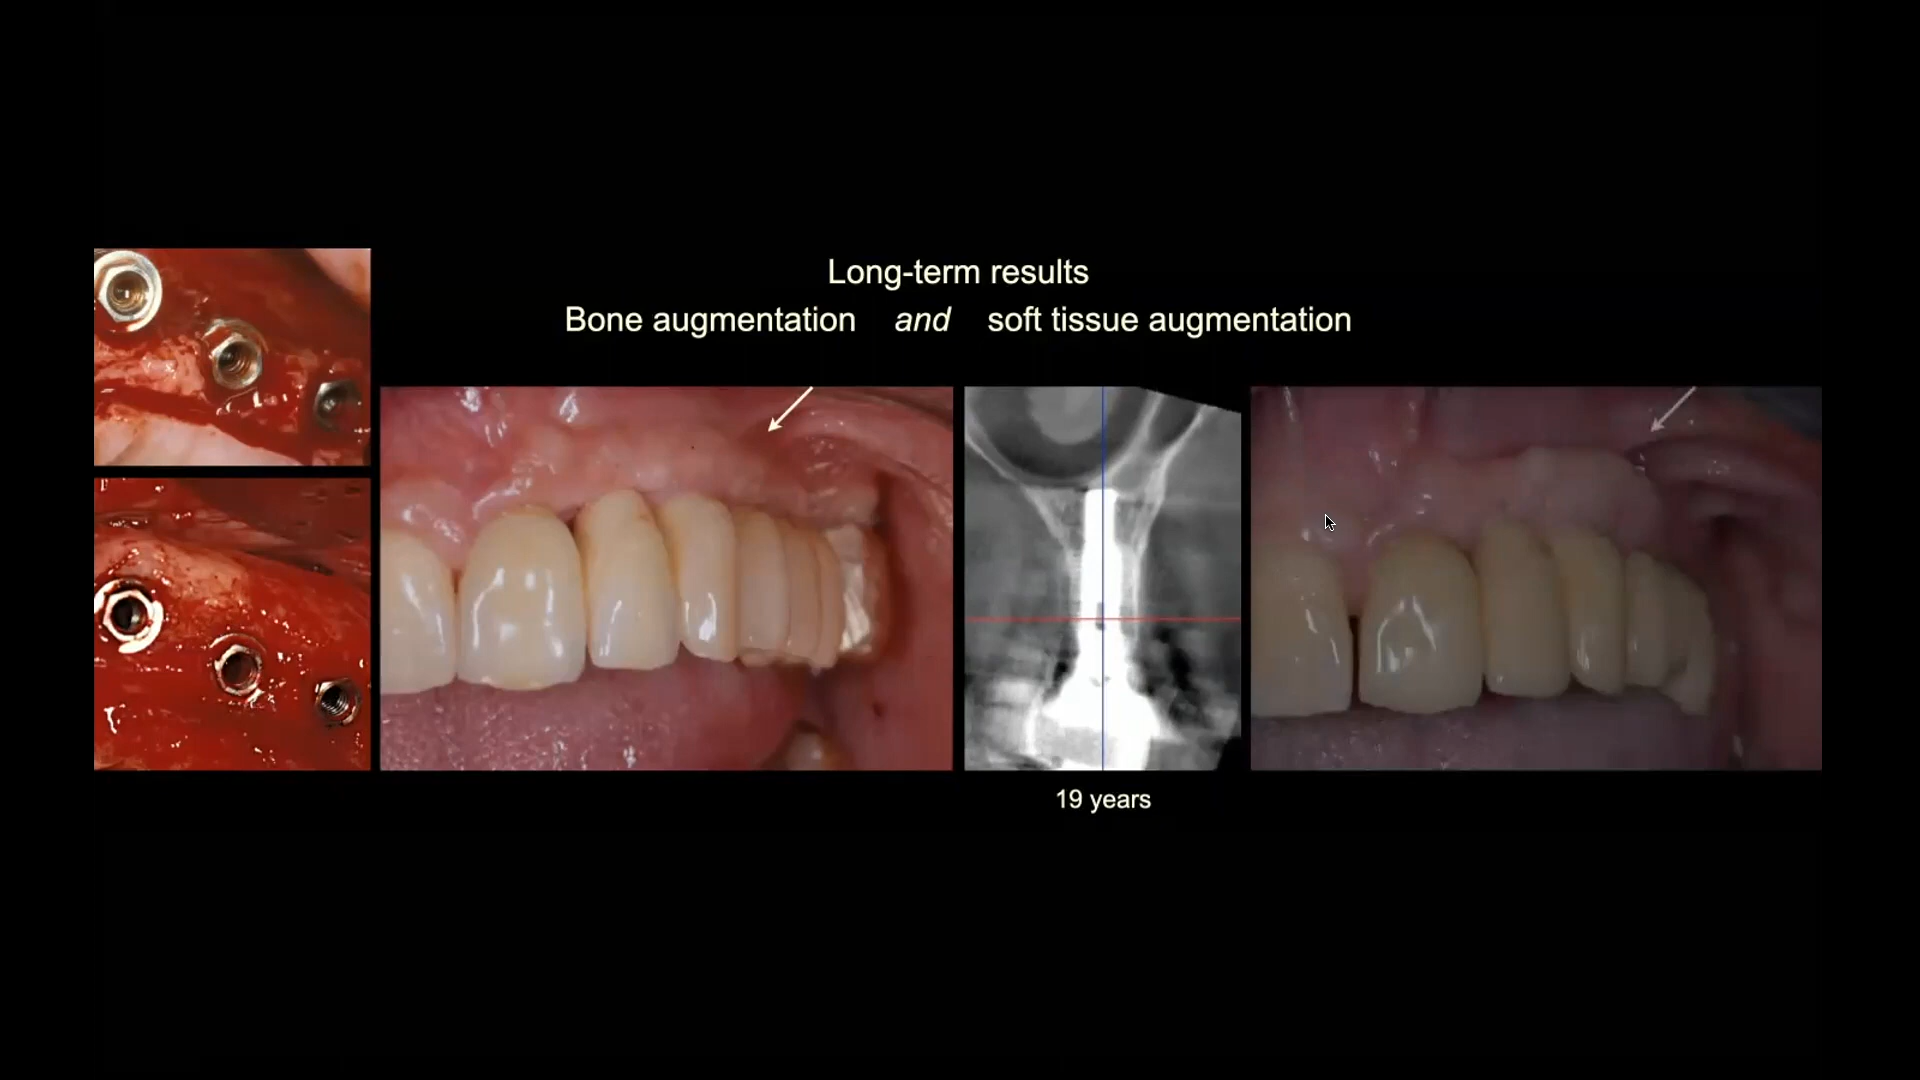 Long-term results
Bone augmentation and soft tissue augmentation
19 years